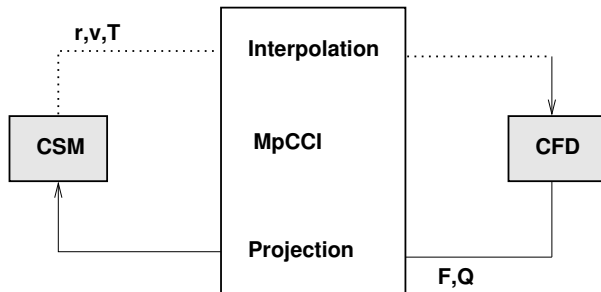 r,v,T
Interpolation
CSM
MpCCI
CFD
Projection
F,Q